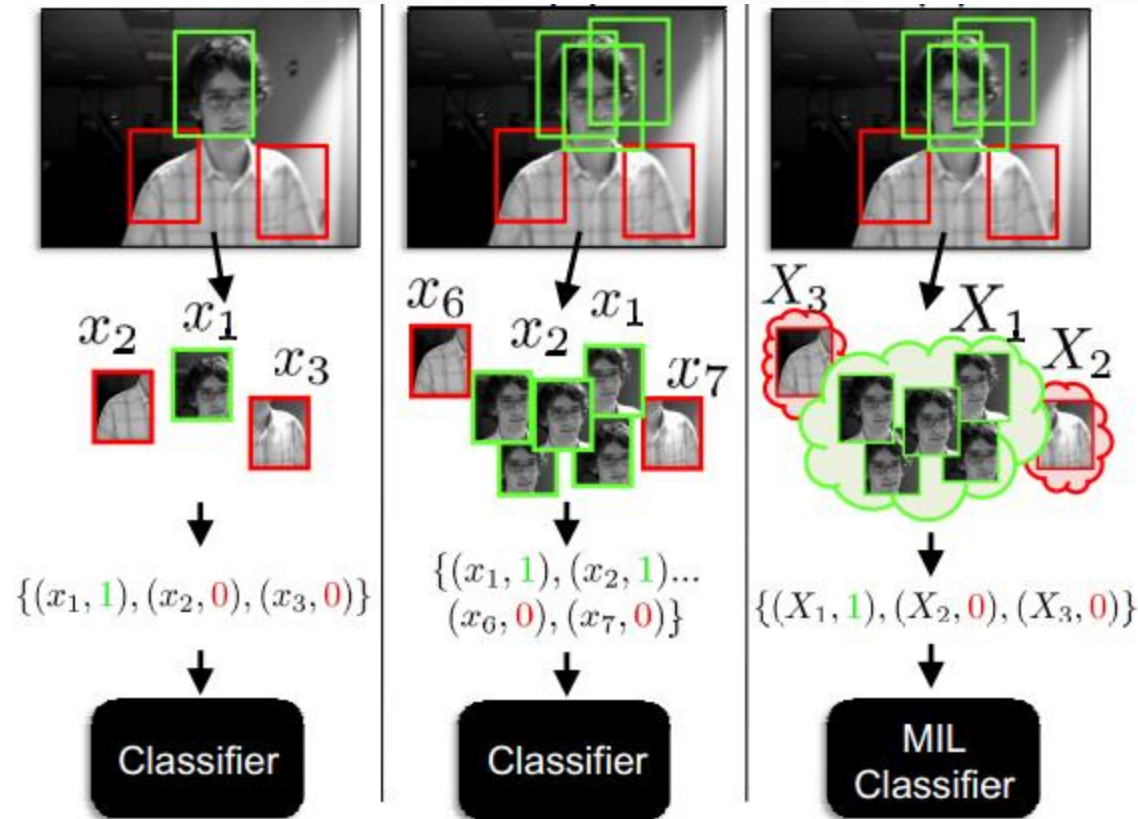 x₂ x₁ x₃
{(x₁, 1), (x₂, 0), (x₃, 0)}
Classifier
x₆ x₂ x₁ x₇
{(x₁, 1), (x₂, 1)...
(x₆, 0), (x₇, 0)}
Classifier
X₃ X₁ X₂
{(X₁, 1), (X₂, 0), (X₃, 0)}
MIL
Classifier